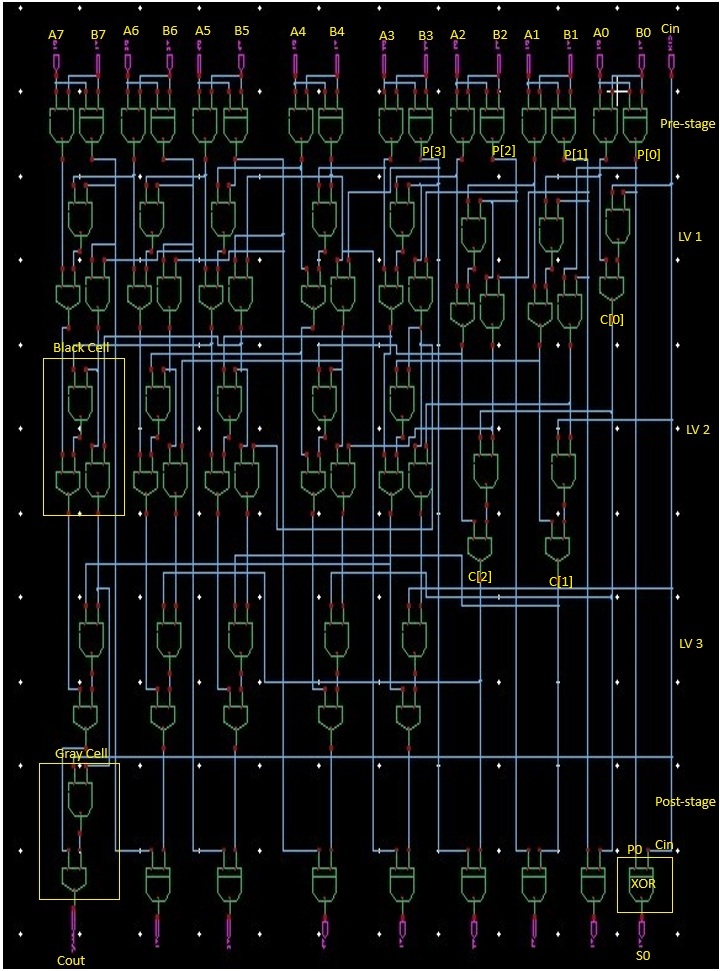 A7 B7 A6 B6 A5 B5 A4 B4 A3 B3 A2 B2 A1 B1 A0 B0 Cin
Pre-stage
P[3] P[2] P[1] P[0]
LV 1
C[0]
Black Cell
LV 2
C[2] C[1]
LV 3
Gray Cell
Post-stage
P0 Cin
XOR
Cout S0